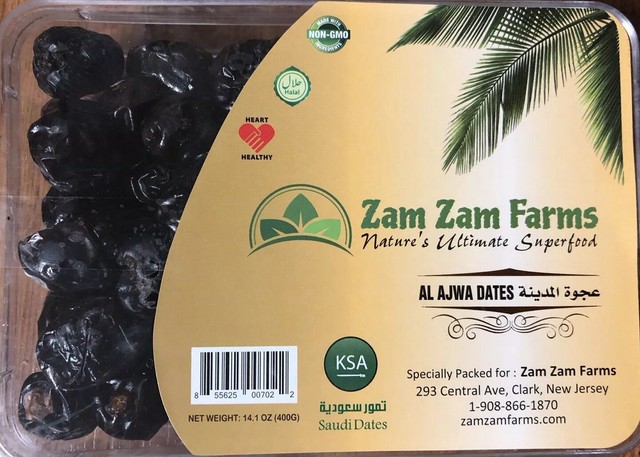 MADE WITH
NON-GMO
INGREDIENTS
حلال
Halal
HEART
HEALTHY
Zam Zam Farms
Nature's Ultimate Superfood
AL AJWA DATES عجوة المدينة
KSA
تمور سعودية
Saudi Dates
8 55625 00702 2
NET WEIGHT: 14.1 OZ (400G)
Specially Packed for : Zam Zam Farms
293 Central Ave, Clark, New Jersey
1-908-866-1870
zamzamfarms.com